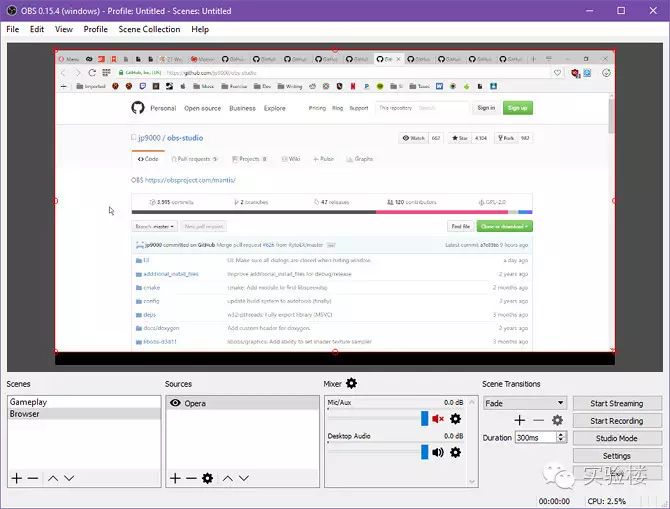 OBS 0.15.4 (windows) - Profile: Untitled - Scenes: Untitled
File Edit View Profile Scene Collection Help
Menu
GitHub, Inc. [US] https://github.com/jp9000/obs-studio
Imported Moss Exercise Dev Writing Taxes Mac
Personal Open source Business Explore Pricing Blog Support This repository Search Sign in Sign up
jp9000 / obs-studio Watch 667 Star 4,104 Fork 982
Code Pull requests Projects 0 Wiki Pulse Graphs
OBS https://obsproject.com/mantis/
3,995 commits 2 branches 47 releases 120 contributors GPL-2.0
Branch: master New pull request Find file Clone or download
jp9000 committed on GitHub Merge pull request #626 from Latest commit 9 hours ago
UI UI: Make sure all dialogs are closed when hiding window a day ago
additional_install_files Improve additional_install_files for debug/release 2 years ago
cmake cmake: Add module to find 2 months ago
config update build system to autotools (finally) 3 years ago
deps w32-pthreads: Fully export library (MSVC) 3 months ago
docs/doxygen Add custom header for doxygen. 2 years ago
libobs-d3d11 libobs/graphics: Add ability to set shader texture sampler 3 months ago
Scenes Sources Mixer Scene Transitions
Gameplay
Browser
Opera
Mic/Aux 0.0 dB
Desktop Audio 0.0 dB
Fade
Duration 300ms
Start Streaming
Start Recording
Studio Mode
Settings
Exit
实验楼
00:00:00 CPU: 2.5%